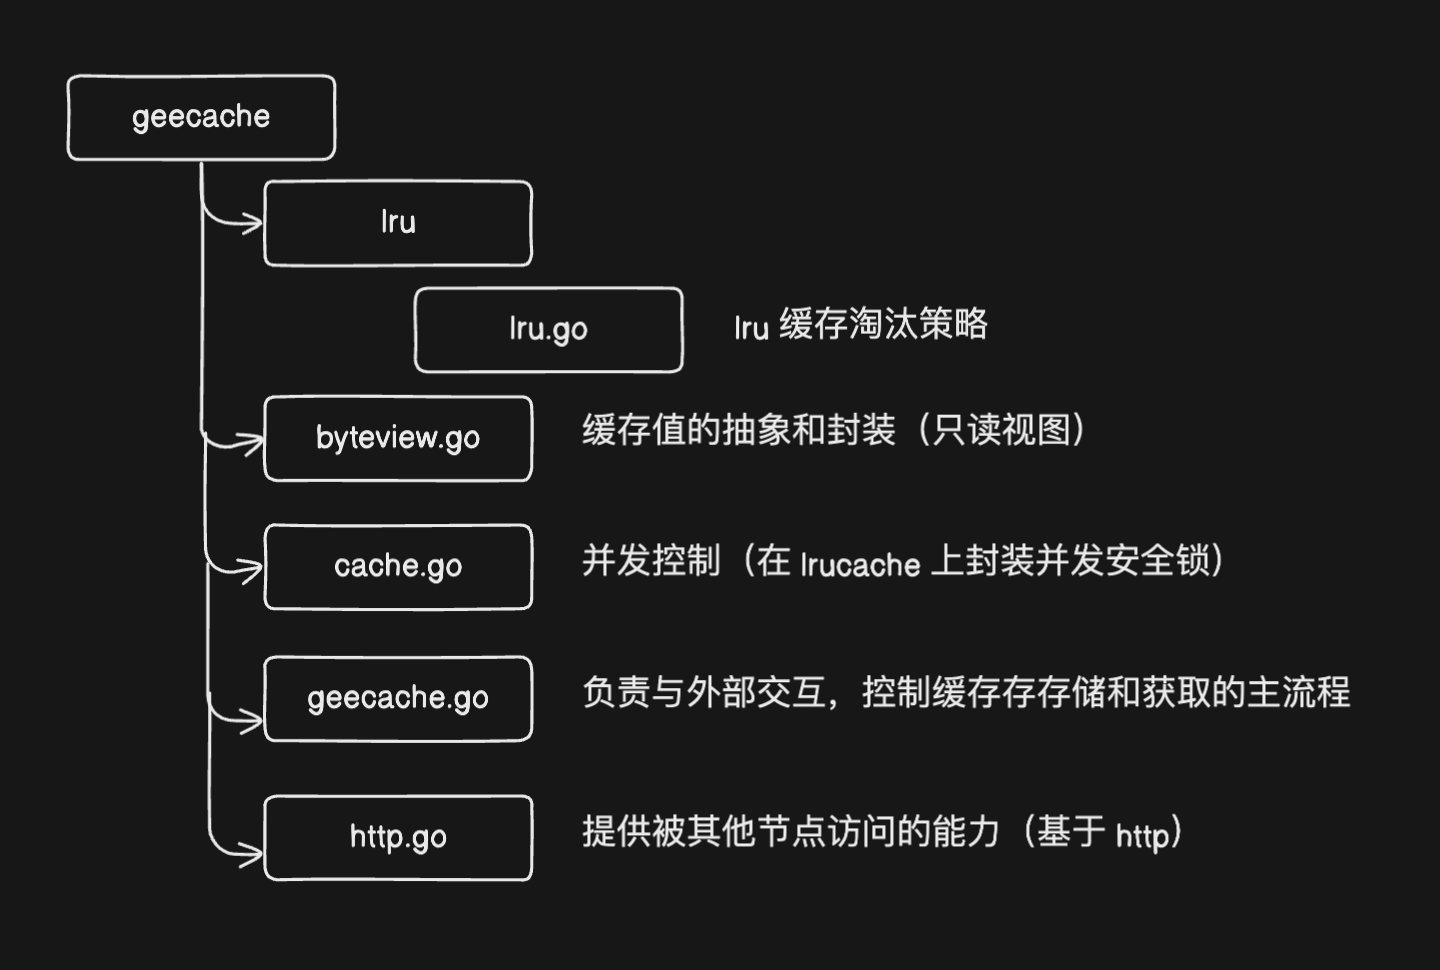 geecache
lru
lru.go lru 缓存淘汰策略
byteview.go 缓存值的抽象和封装（只读视图）
cache.go 并发控制（在 lrucache 上封装并发安全锁）
geecache.go 负责与外部交互，控制缓存存存储和获取的主流程
http.go 提供被其他节点访问的能力（基于 http）